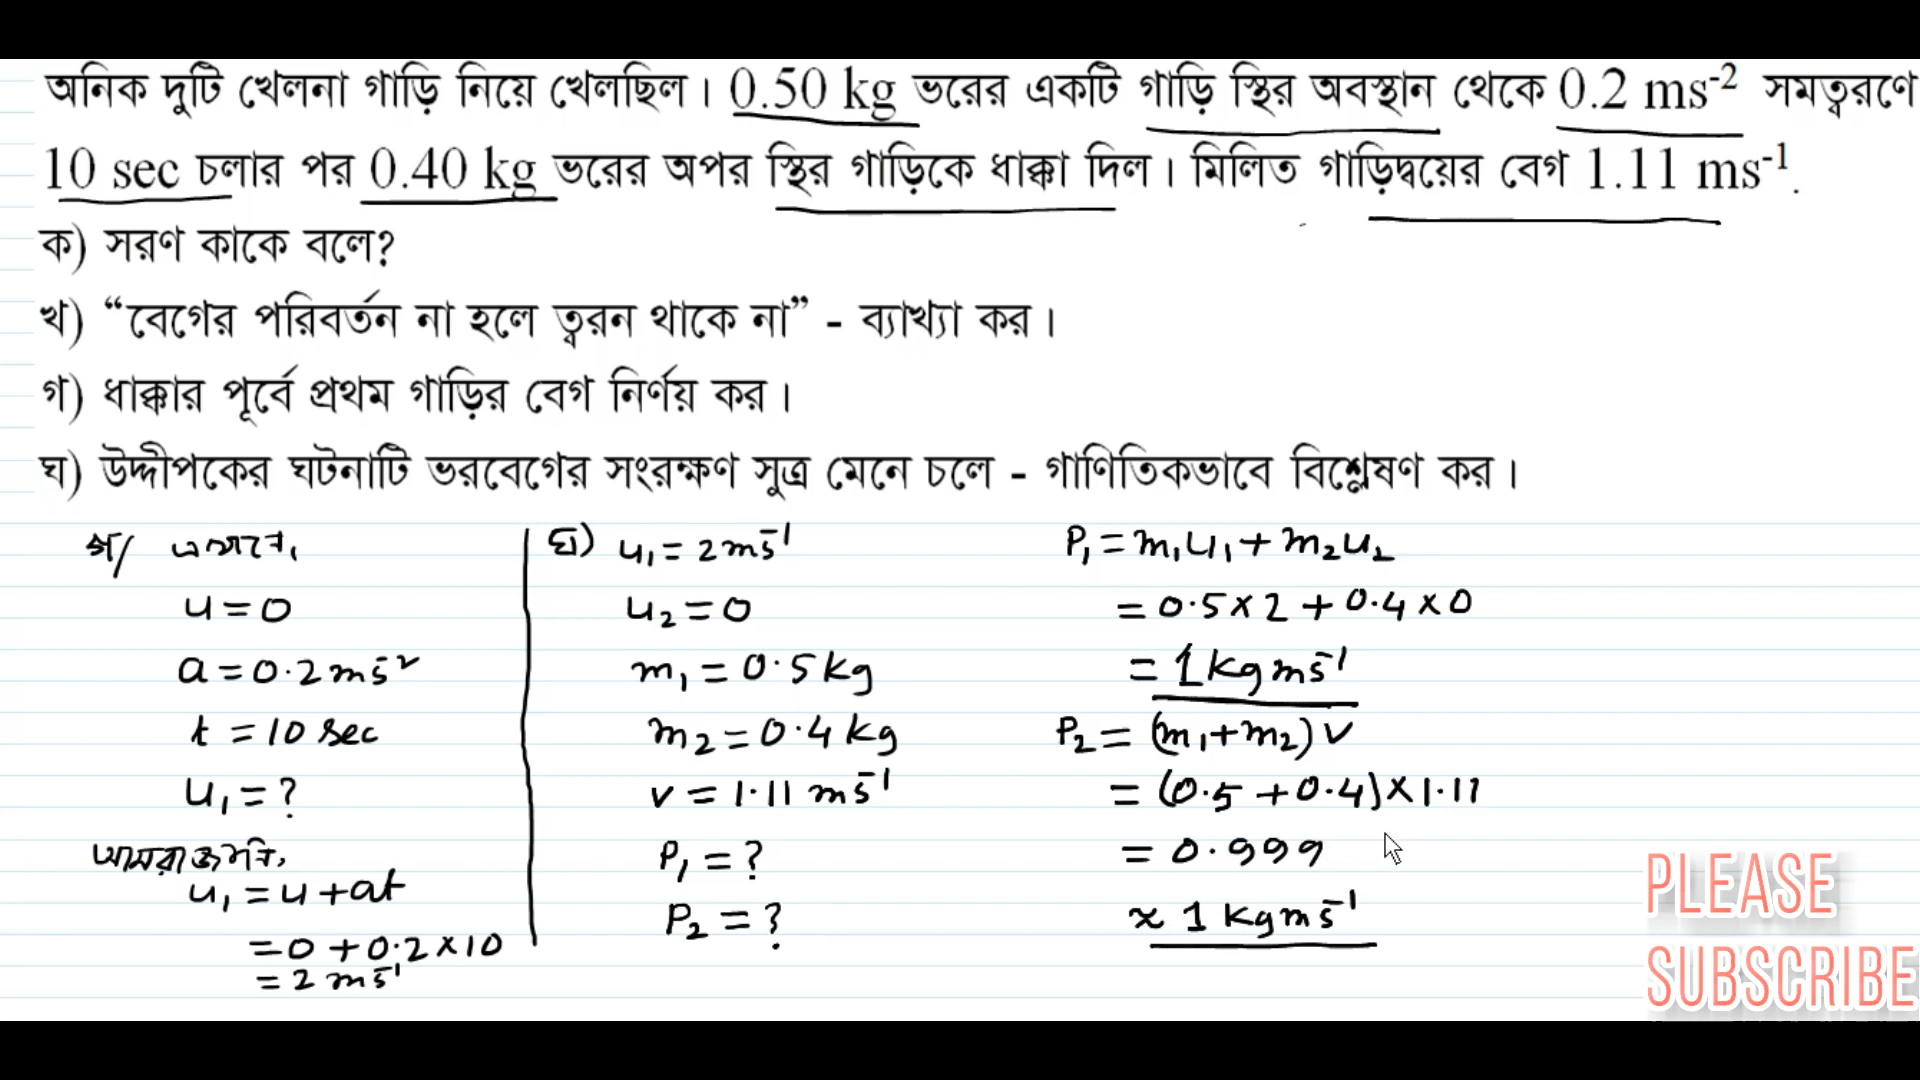 অনিক দুটি খেলনা গাড়ি নিয়ে খেলছিল। 0.50 kg ভরের একটি গাড়ি স্থির অবস্থান থেকে 0.2 ms⁻² সমত্বরণে
10 sec চলার পর 0.40 kg ভরের অপর স্থির গাড়িকে ধাক্কা দিল। মিলিত গাড়িদ্বয়ের বেগ 1.11 ms⁻¹.
ক) সরণ কাকে বলে?
খ) “বেগের পরিবর্তন না হলে ত্বরন থাকে না” - ব্যাখ্যা কর।
গ) ধাক্কার পূর্বে প্রথম গাড়ির বেগ নির্ণয় কর।
ঘ) উদ্দীপকের ঘটনাটি ভরবেগের সংরক্ষণ সুত্র মেনে চলে - গাণিতিকভাবে বিশ্লেষণ কর।
গ/ এখানে,
u = 0
a = 0.2 ms⁻²
t = 10 sec
u₁ = ?
আমরা জানি,
u₁ = u + at
= 0 + 0.2 × 10
= 2 ms⁻¹
ঘ) u₁ = 2 ms⁻¹
u₂ = 0
m₁ = 0.5 kg
m₂ = 0.4 kg
v = 1.11 ms⁻¹
P₁ = ?
P₂ = ?
P₁ = m₁u₁ + m₂u₂
= 0.5 × 2 + 0.4 × 0
= 1 kgms⁻¹
P₂ = (m₁+m₂) v
= (0.5 + 0.4) × 1.11
= 0.999
≈ 1 kgms⁻¹
PLEASE
SUBSCRIBE